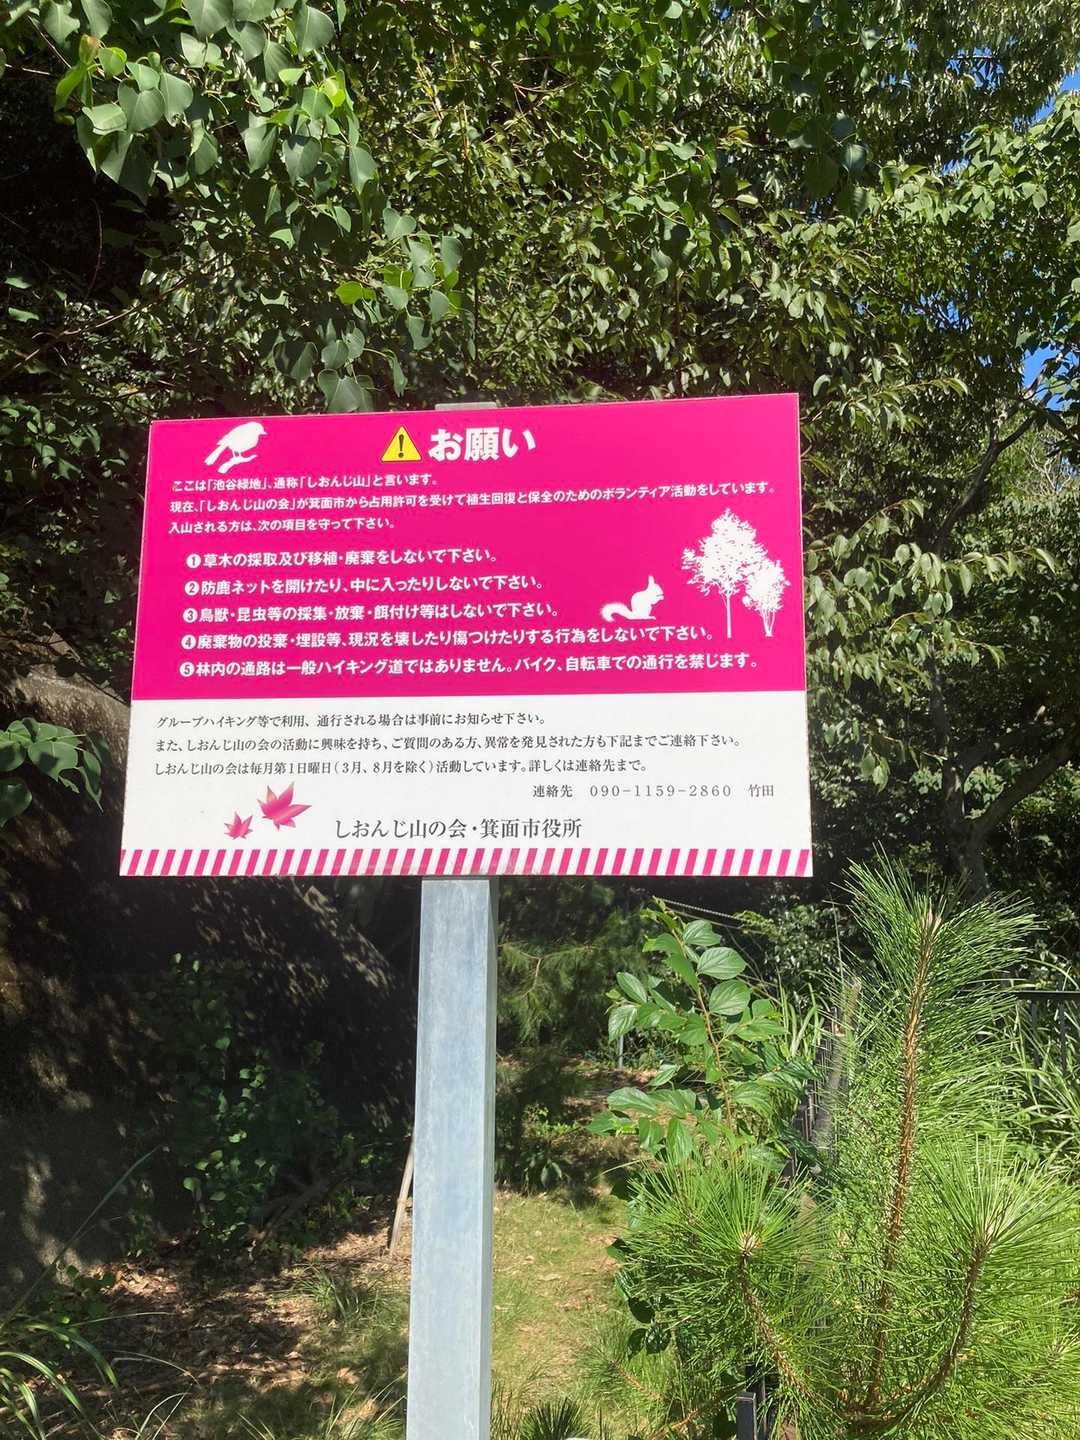 お願い
ここは「池谷緑地」、通称「しおんじ山」と言います。
現在、「しおんじ山の会」が箕面市から占用許可を受けて植生回復と保全のためのボランティア活動をしています。
入山される方は、次の項目を守って下さい。
❶草木の採取及び移植・廃棄をしないで下さい。
❷防鹿ネットを開けたり、中に入ったりしないで下さい。
❸鳥獣・昆虫等の採集・放棄・餌付け等はしないで下さい。
❹廃棄物の投棄・埋設等、現況を壊したり傷つけたりする行為をしないで下さい。
❺林内の通路は一般ハイキング道ではありません。バイク、自転車での通行を禁じます。
グループハイキング等で利用、通行される場合は事前にお知らせ下さい。
また、しおんじ山の会の活動に興味を持ち、ご質問のある方、異常を発見された方も下記までご連絡下さい。
しおんじ山の会は毎月第1日曜日(3月、8月を除く)活動しています。詳しくは連絡先まで。
連絡先　090-1159-2860　竹田
しおんじ山の会・箕面市役所